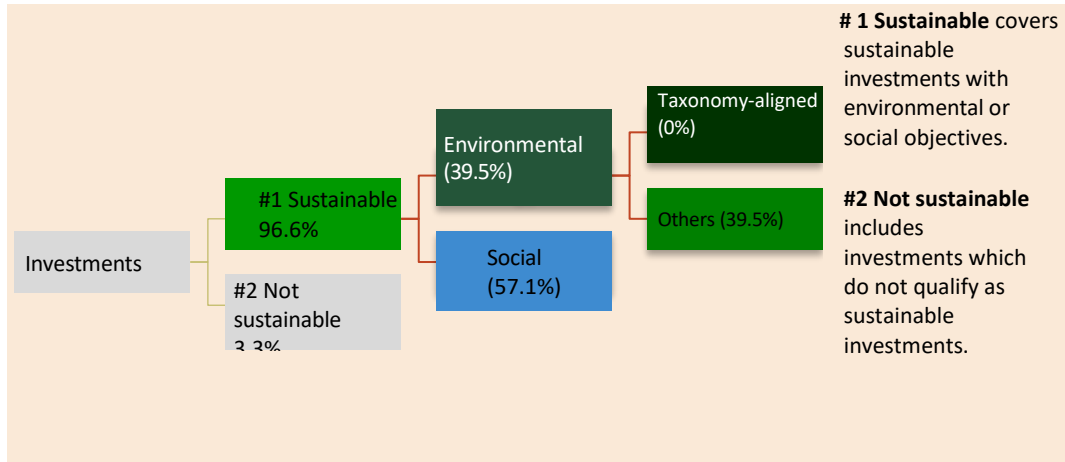 Investments
#1 Sustainable
96.6%
#2 Not
sustainable
3.3%
Environmental
(39.5%)
Social
(57.1%)
Taxonomy-aligned
(0%)
Others (39.5%)
# 1 Sustainable covers
sustainable
investments with
environmental or
social objectives.
#2 Not sustainable
includes
investments which
do not qualify as
sustainable
investments.